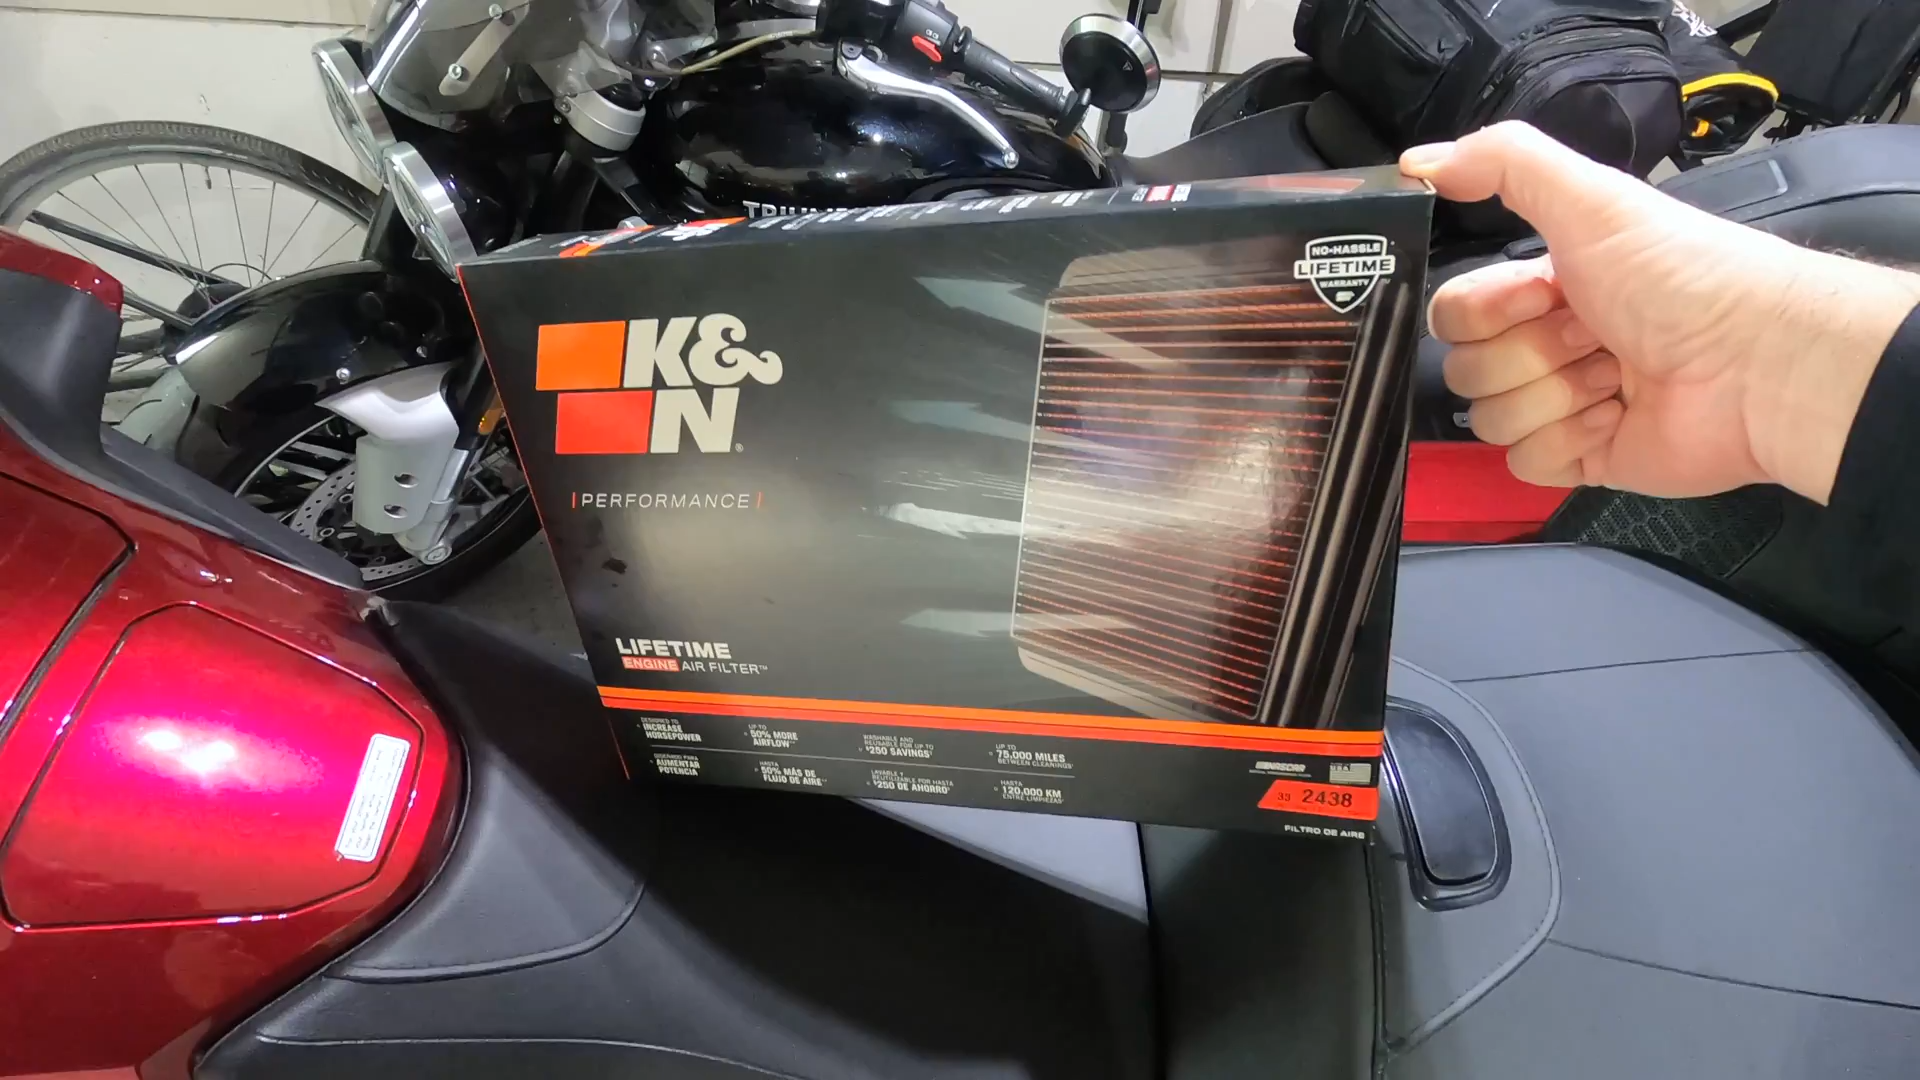 TRIUMPH
NO-HASSLE
LIFETIME
WARRANTY
K&
N®
PERFORMANCE
LIFETIME
ENGINE AIR FILTER™
DESIGNED TO
INCREASE
HORSEPOWER
UP TO
50% MORE
AIRFLOW
WASHABLE AND
REUSABLE FOR UP TO
$250 SAVINGS
UP TO
75,000 MILES
BETWEEN CLEANINGS
DISEÑADO PARA
AUMENTAR
POTENCIA
HASTA
50% MÁS DE
FLUJO DE AIRE
LAVABLE Y
REUTILIZABLE POR HASTA
$250 DE AHORRO
HASTA
120,000 KM
ENTRE LIMPIEZAS
NASCAR
USA
33 2438
FILTRO DE AIRE